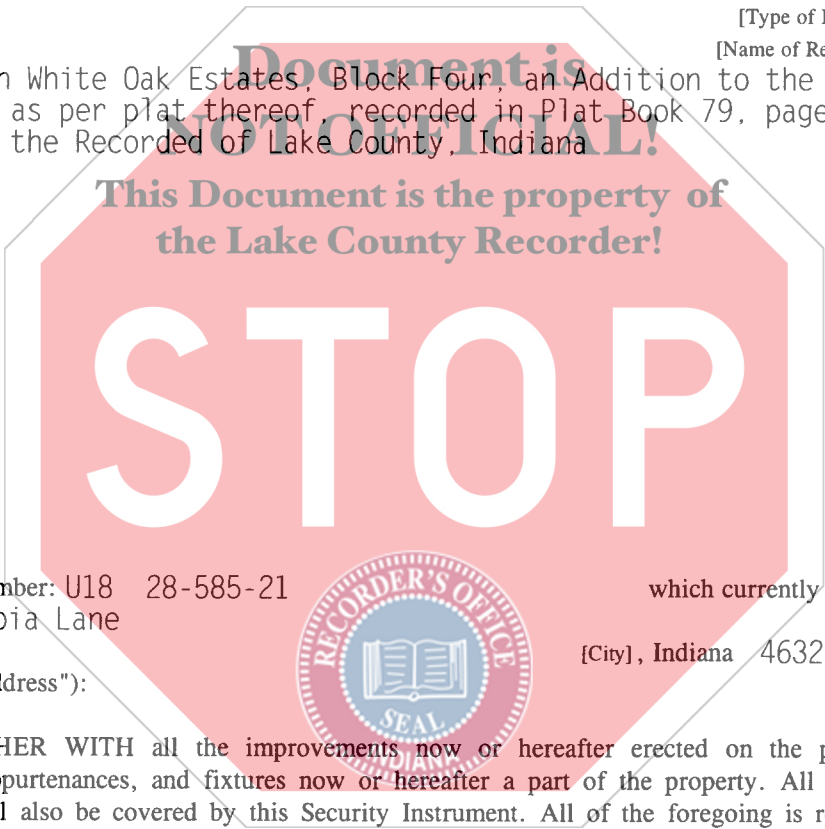 [Type of
[Name of Re
Document is
White Oak Estates, Block Four, an Addition to the
as per plat thereof, recorded in Plat Book 79, page
NOT OFFICIAL!
the Recorded of Lake County, Indiana
This Document is the property of
the Lake County Recorder!
STOP
mber: U18 28-585-21 which currently
bia Lane
[City], Indiana 4632
dress"):
RECORDER'S OFFICE
SEAL
INDIANA
HER WITH all the improvements now or hereafter erected on the p
purtenances, and fixtures now or hereafter a part of the property. All
l also be covered by this Security Instrument. All of the foregoing is r